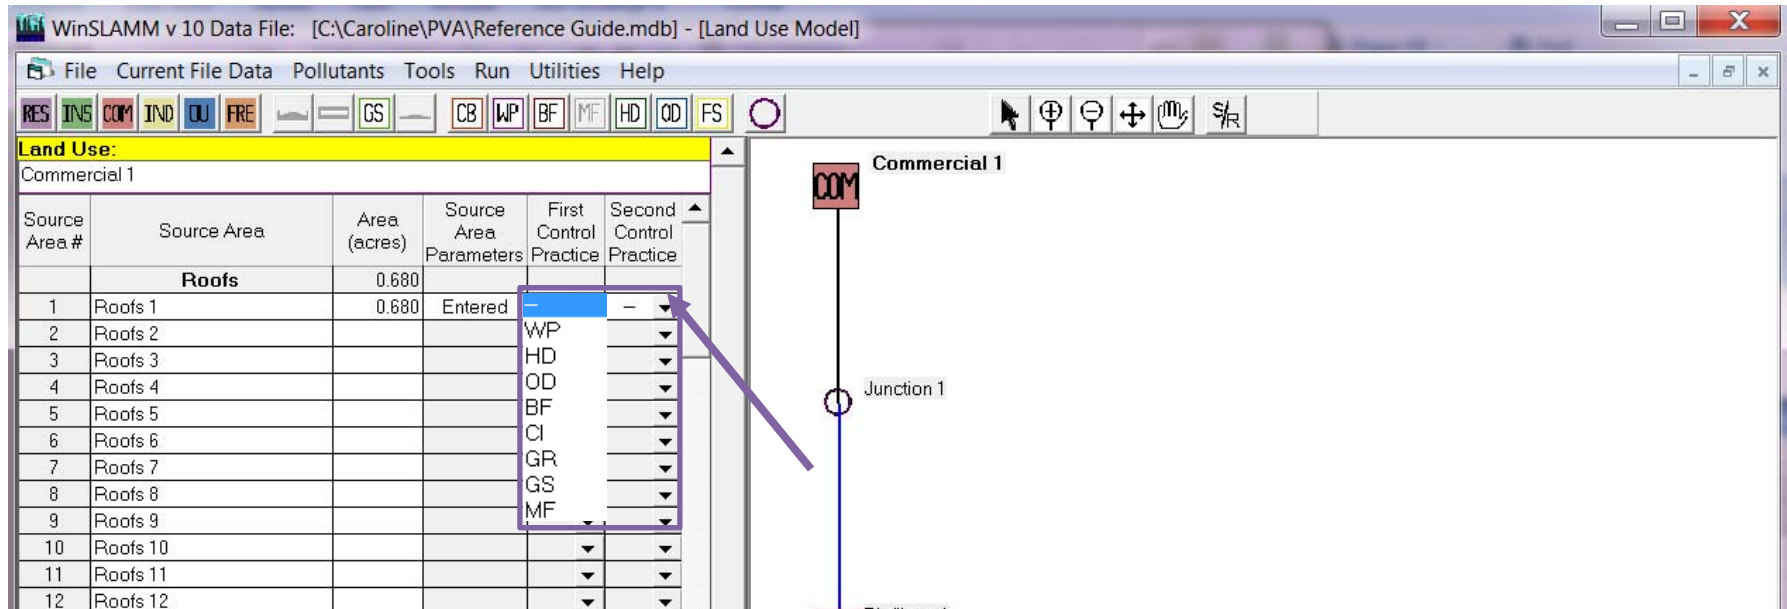 WinSLAMM v 10 Data File: [C:\Caroline\PVA\Reference Guide.mdb] - [Land Use Model]
File Current File Data Pollutants Tools Run Utilities Help
RES INS COM IND OU FRE GS CB WP BF MF HD OD FS S/R
Land Use:
Commercial 1
Source Area # Source Area Area (acres) Source Area Parameters First Control Practice Second Control Practice
Roofs 0.680
1 Roofs 1 0.680 Entered – –
2 Roofs 2 WP
3 Roofs 3 HD
4 Roofs 4 OD
5 Roofs 5 BF
6 Roofs 6 CI
7 Roofs 7 GR
8 Roofs 8 GS
9 Roofs 9 MF
10 Roofs 10
11 Roofs 11
12 Roofs 12
COM Commercial 1
Junction 1